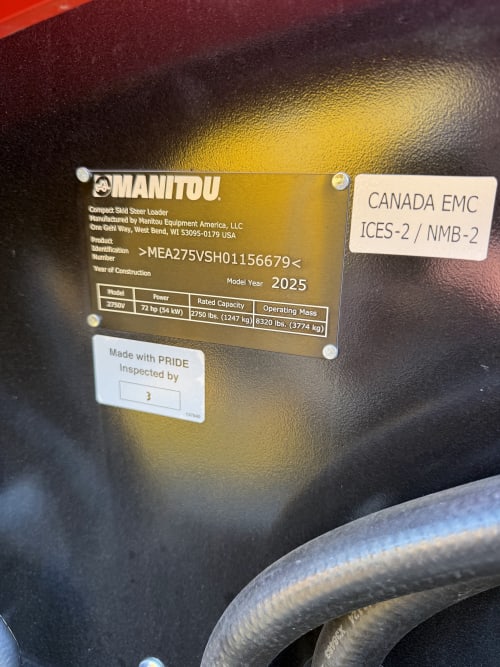 MANITOU
Compact Skid Steer Loader
Manufactured by Manitou Equipment America, LLC
One Gehl Way, West Bend, WI 53095-0179 USA
Product
Identification
Number
>MEA275VSH01156679<
Year of Construction
Model Year 2025
Model Power Rated Capacity Operating Mass
2750V 72 hp (54 kW) 2750 lbs. (1247 kg) 8320 lbs. (3774 kg)
CANADA EMC
ICES-2 / NMB-2
Made with PRIDE
Inspected by
3